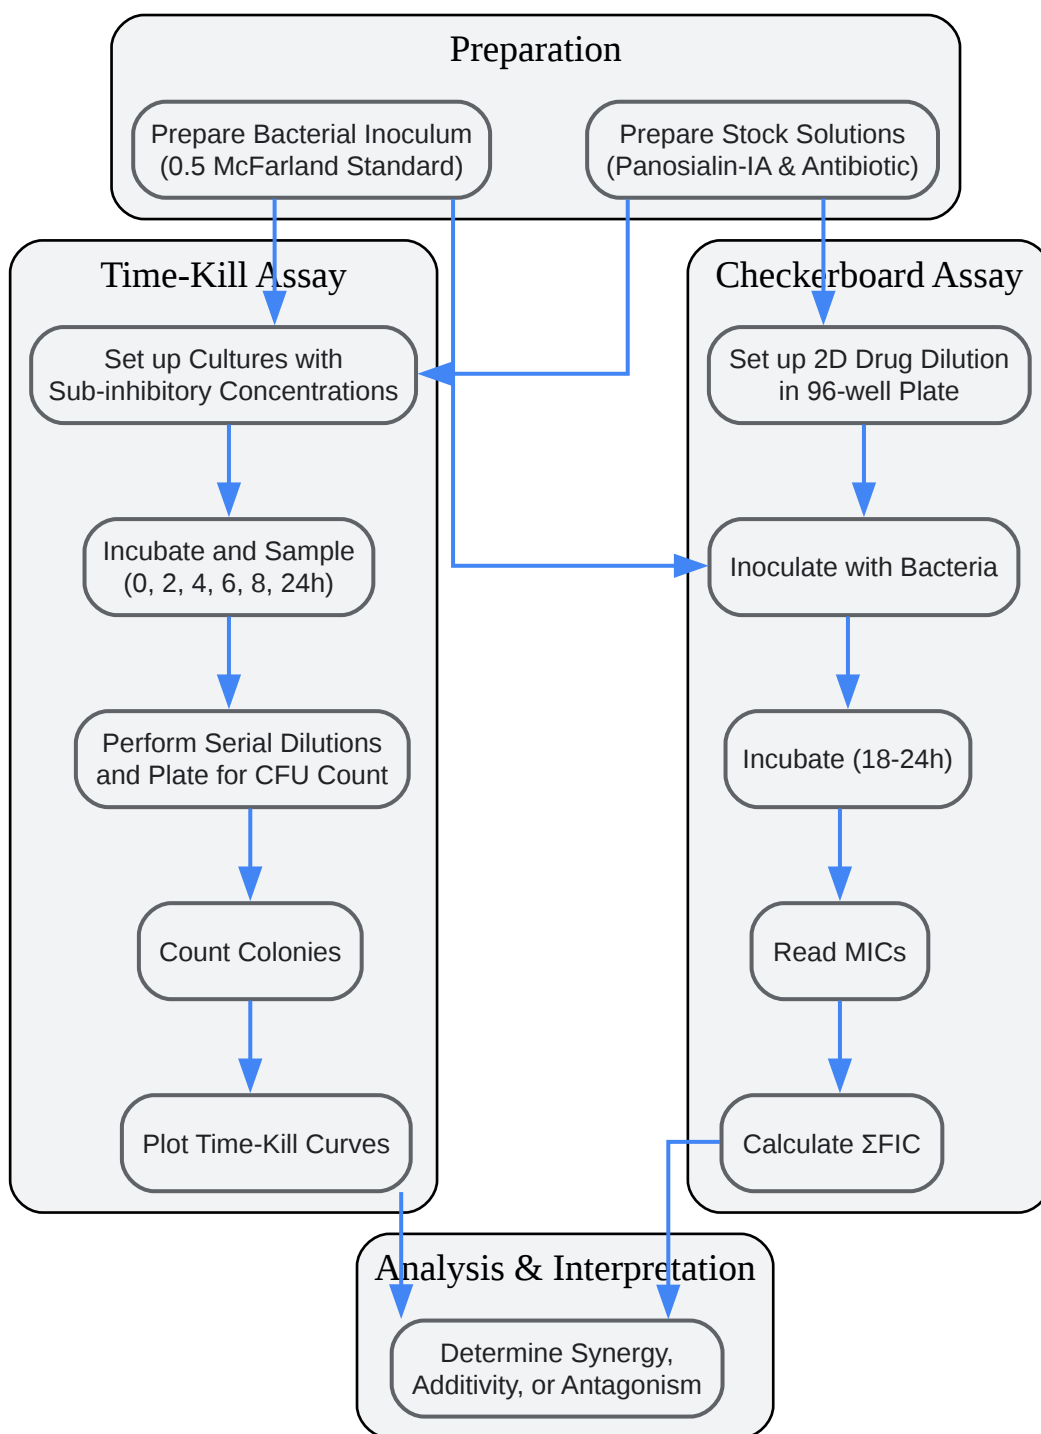 Preparation
Prepare Bacterial Inoculum
(0.5 McFarland Standard)
Prepare Stock Solutions
(Panosialin-IA & Antibiotic)
Time-Kill Assay
Set up Cultures with
Sub-inhibitory Concentrations
Incubate and Sample
(0, 2, 4, 6, 8, 24h)
Perform Serial Dilutions
and Plate for CFU Count
Count Colonies
Plot Time-Kill Curves
Checkerboard Assay
Set up 2D Drug Dilution
in 96-well Plate
Inoculate with Bacteria
Incubate (18-24h)
Read MICs
Calculate ΣFIC
Analysis & Interpretation
Determine Synergy,
Additivity, or Antagonism